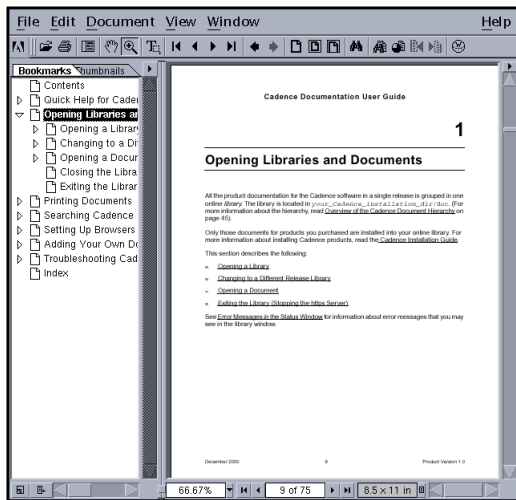 File Edit Document View Window Help
Bookmarks Thumbnails
Contents
Quick Help for Caden
Opening Libraries an
Opening a Library
Changing to a Dif
Opening a Docum
Closing the Libra
Exiting the Librar
Printing Documents
Searching Cadence
Setting Up Browsers
Adding Your Own Do
Troubleshooting Cad
Index
Cadence Documentation User Guide
1
Opening Libraries and Documents
All the product documentation for the Cadence software in a single release is grouped in one
online library. The library is located in your_Cadence_installation_dir/doc. (For
more information about the hierarchy, read Overview of the Cadence Document Hierarchy on
page 45).
Only those documents for products you purchased are installed into your online library. For
more information about installing Cadence products, read the Cadence Installation Guide.
This section describes the following:
Opening a Library
Changing to a Different Release Library
Opening a Document
Exiting the Library (Stopping the https Server)
See Error Messages in the Status Window for information about error messages that you may
see in the library window.
December 2000 9 Product Version 1.0
66.67% 9 of 75 8.5 x 11 in